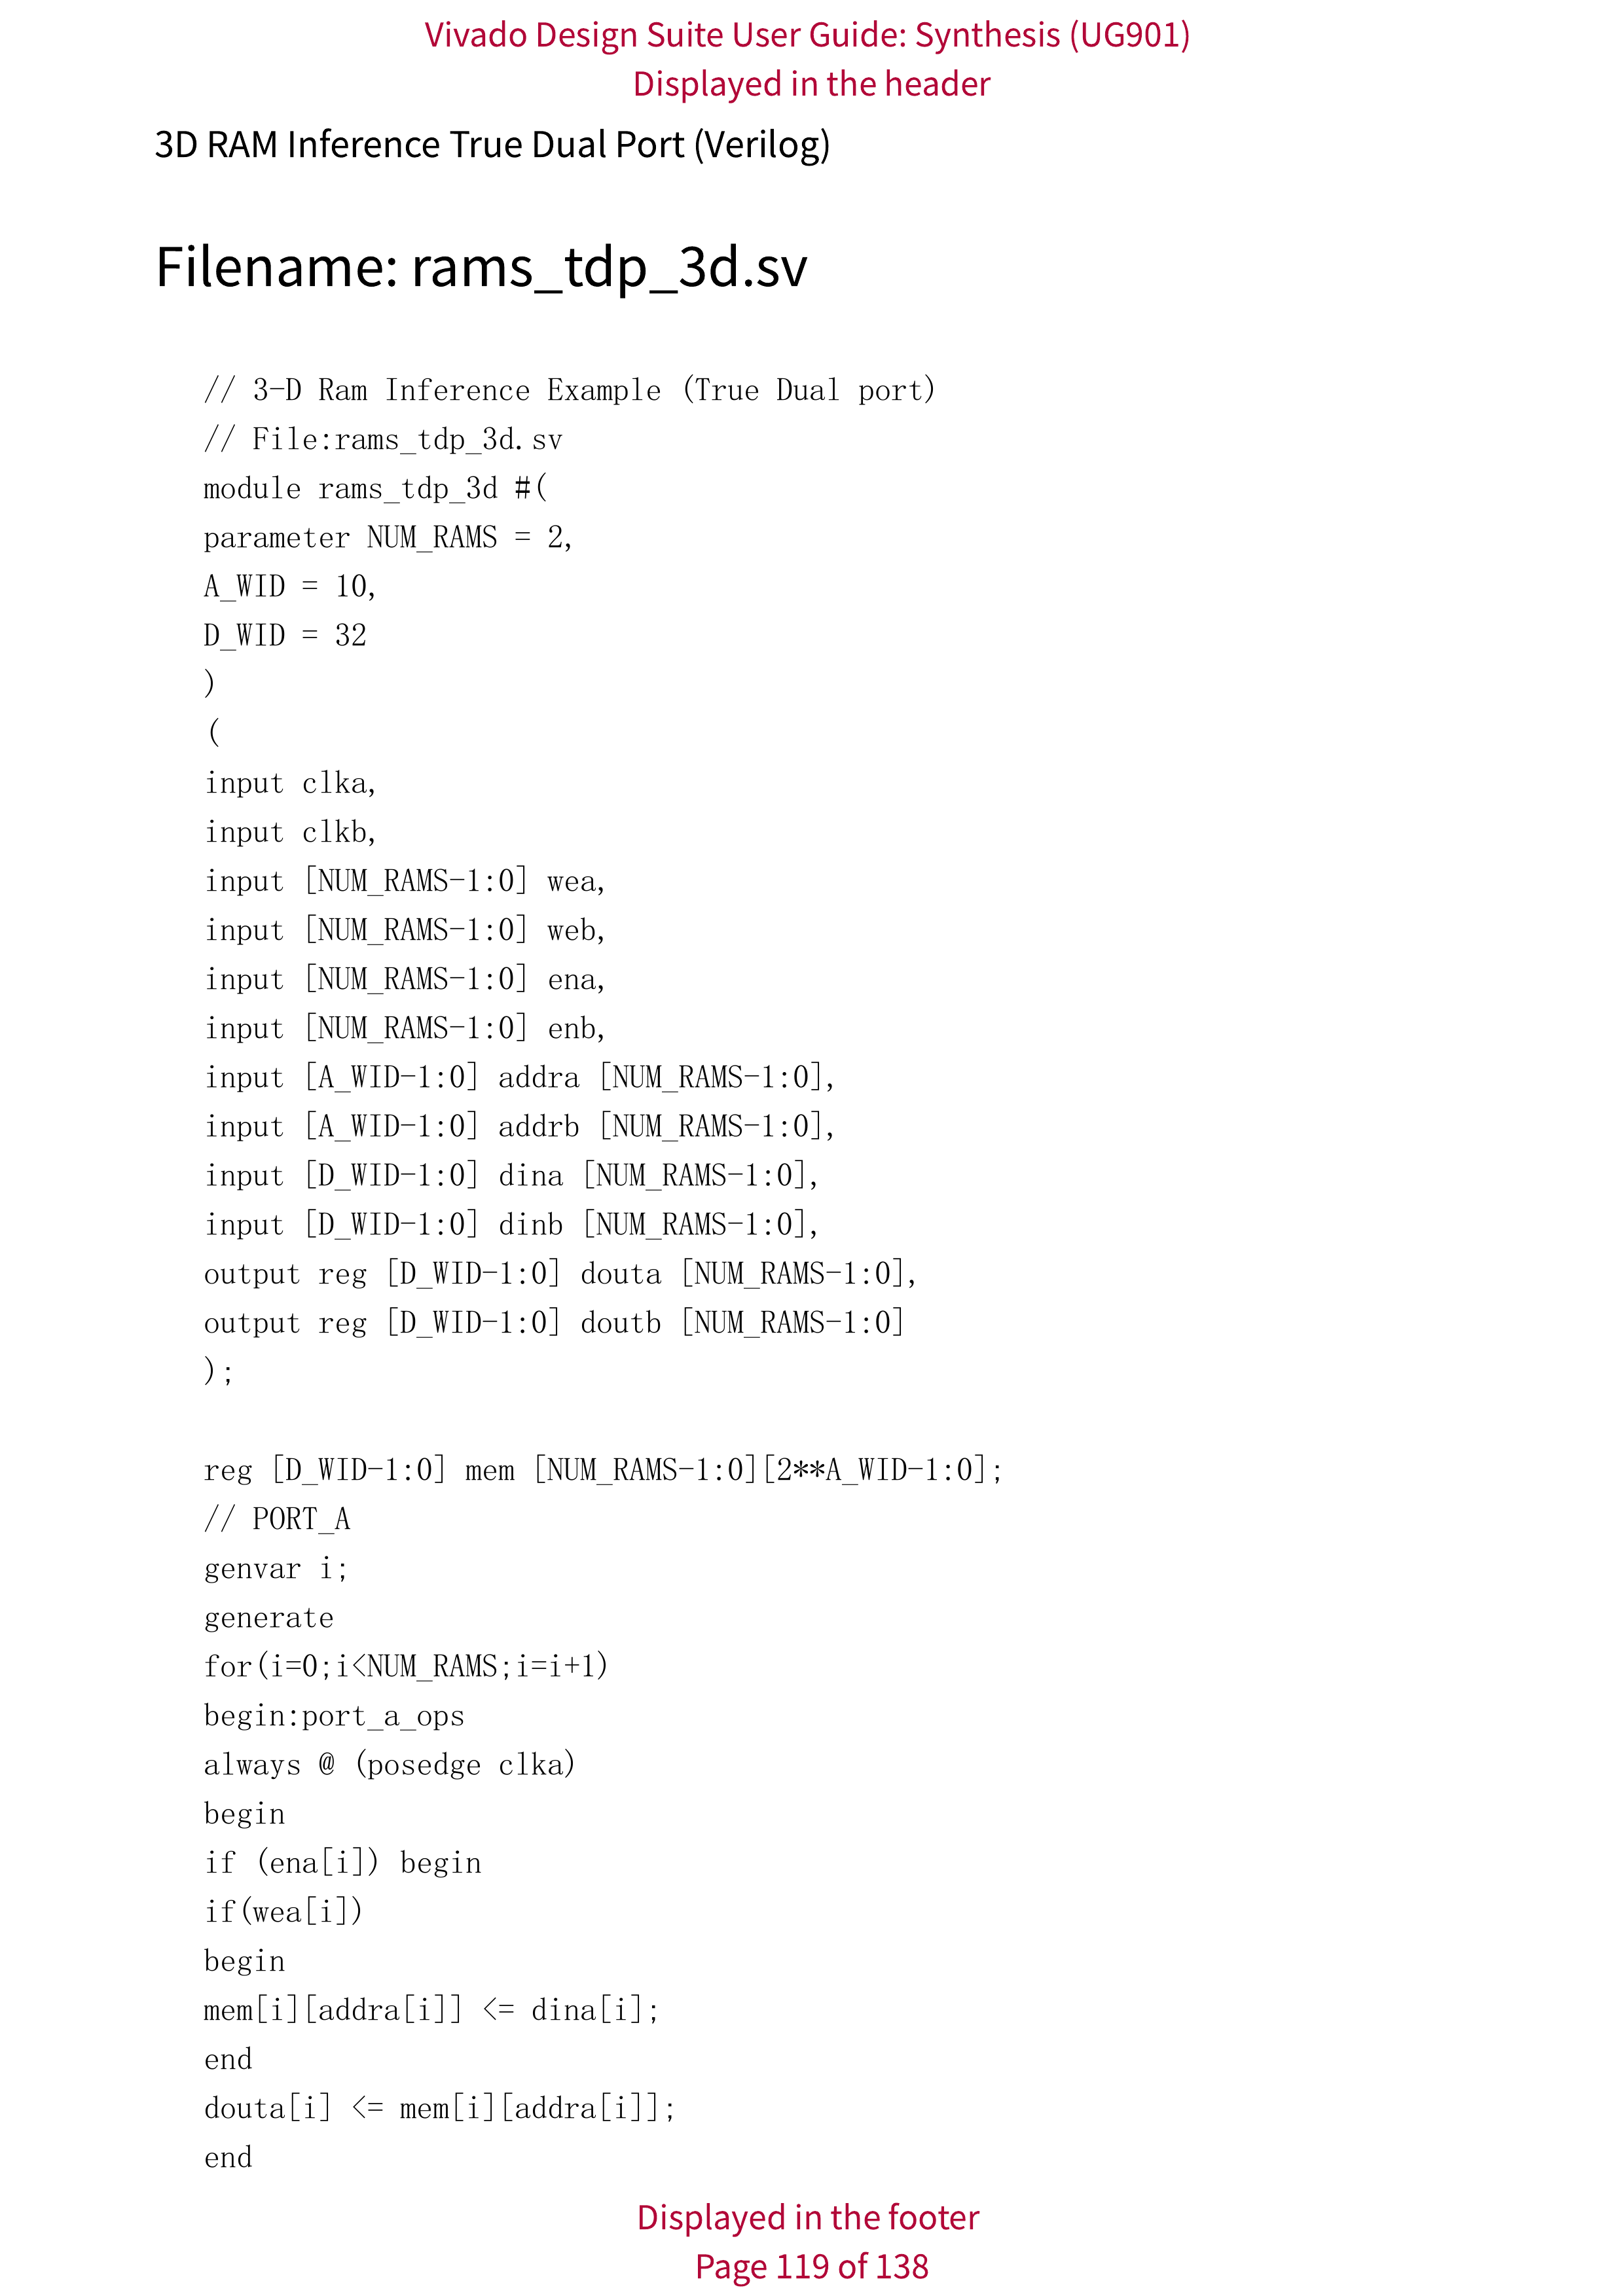 Vivado Design Suite User Guide: Synthesis (UG901)
Displayed in the header
3D RAM Inference True Dual Port (Verilog)
Filename: rams_tdp_3d.sv
// 3-D Ram Inference Example (True Dual port)
// File:rams_tdp_3d.sv
module rams_tdp_3d #(
parameter NUM_RAMS = 2,
A_WID = 10,
D_WID = 32
)
(
input clka,
input clkb,
input [NUM_RAMS-1:0] wea,
input [NUM_RAMS-1:0] web,
input [NUM_RAMS-1:0] ena,
input [NUM_RAMS-1:0] enb,
input [A_WID-1:0] addra [NUM_RAMS-1:0],
input [A_WID-1:0] addrb [NUM_RAMS-1:0],
input [D_WID-1:0] dina [NUM_RAMS-1:0],
input [D_WID-1:0] dinb [NUM_RAMS-1:0],
output reg [D_WID-1:0] douta [NUM_RAMS-1:0],
output reg [D_WID-1:0] doutb [NUM_RAMS-1:0]
);
reg [D_WID-1:0] mem [NUM_RAMS-1:0][2**A_WID-1:0];
// PORT_A
genvar i;
generate
for(i=0;i<NUM_RAMS;i=i+1)
begin:port_a_ops
always @ (posedge clka)
begin
if (ena[i]) begin
if(wea[i])
begin
mem[i][addra[i]] <= dina[i];
end
douta[i] <= mem[i][addra[i]];
end
Displayed in the footer
Page 119 of 138